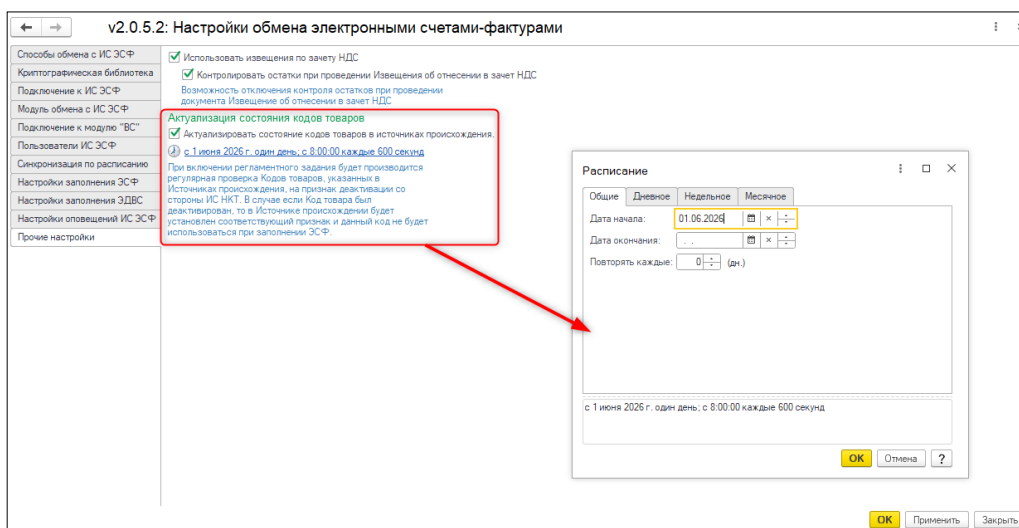 v2.0.5.2: Настройки обмена электронными счетами-фактурами
Способы обмена с ИС ЭСФ
Криптографическая библиотека
Подключение к ИС ЭСФ
Модуль обмена с ИС ЭСФ
Подключение к модулю "ВС"
Пользователи ИС ЭСФ
Синхронизация по расписанию
Настройки заполнения ЭСФ
Настройки заполнения ЭДВС
Настройки оповещений ИС ЭСФ
Прочие настройки
Использовать извещения по зачету НДС
Контролировать остатки при проведении Извещения об отнесении в зачет НДС
Возможность отключения контроля остатков при проведении
документа Извещение об отнесении в зачет НДС
Актуализация состояния кодов товаров
Актуализировать состояние кодов товаров в источниках происхождения.
с 1 июня 2026 г. один день; с 8:00:00 каждые 600 секунд
При включении регламентного задания будет производится
регулярная проверка Кодов товаров, указанных в
Источниках происхождения, на признак деактивации со
стороны ИС НКТ. В случае если Код товара был
деактивирован, то в Источнике происхождении будет
установлен соответствующий признак и данный код не будет
использоваться при заполнении ЭСФ.
Расписание
Общие Дневное Недельное Месячное
Дата начала: 01.06.2026
Дата окончания: . .
Повторять каждые: 0 (дн.)
с 1 июня 2026 г. один день; с 8:00:00 каждые 600 секунд
ОК Отмена ?
ОК Применить Закрыть